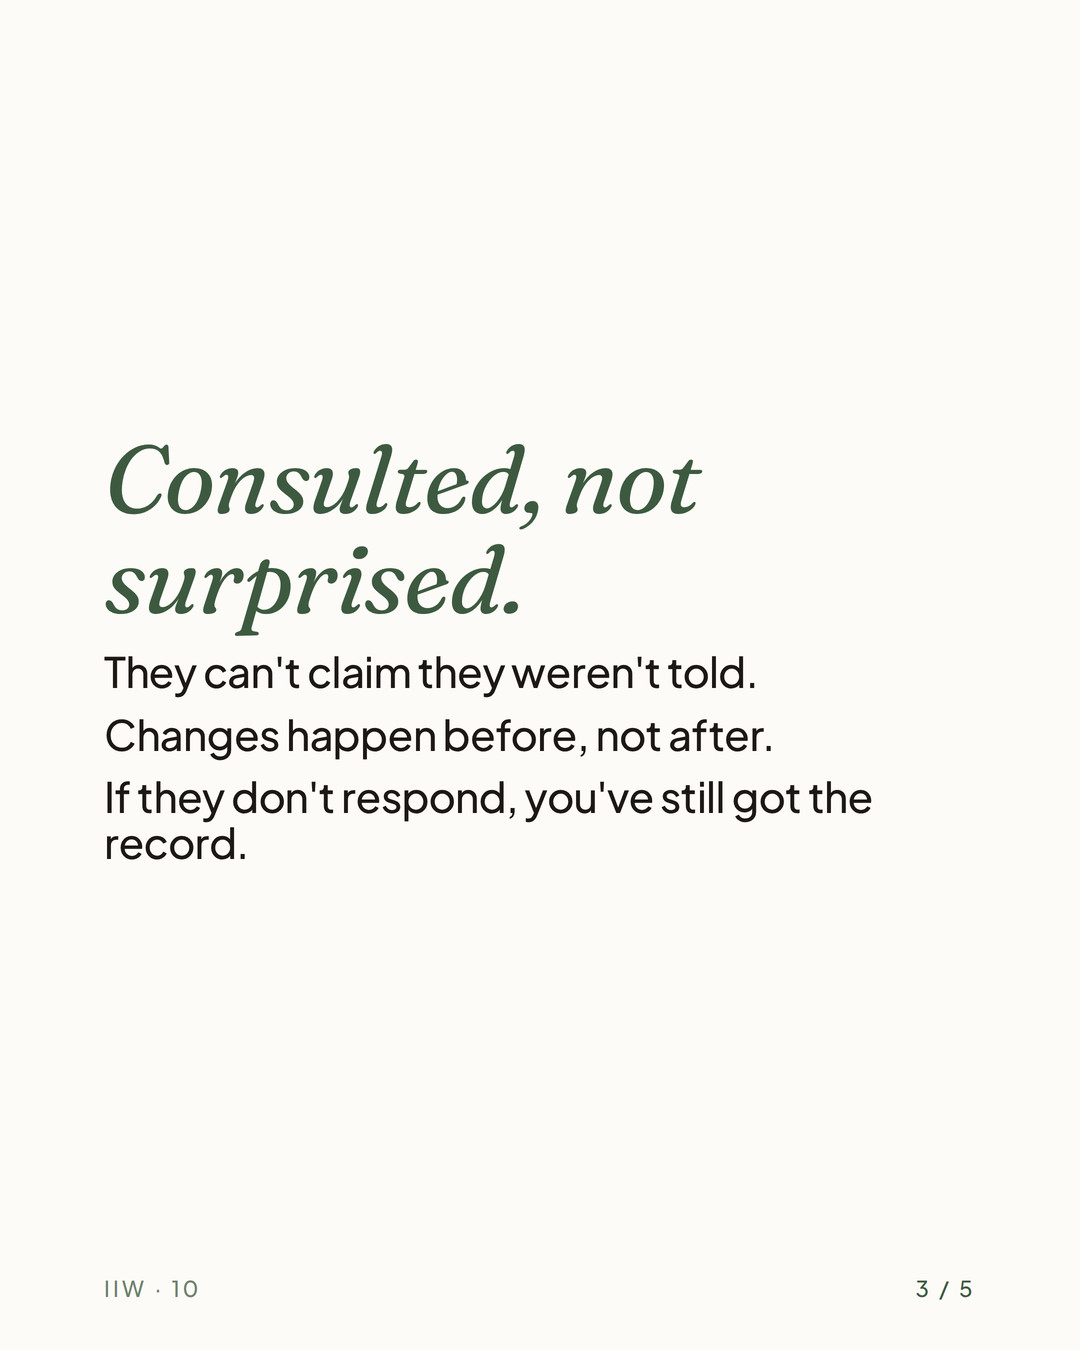 Consulted, not
surprised.
They can't claim they weren't told.
Changes happen before, not after.
If they don't respond, you've still got the
record.
IIW · 10
3 / 5